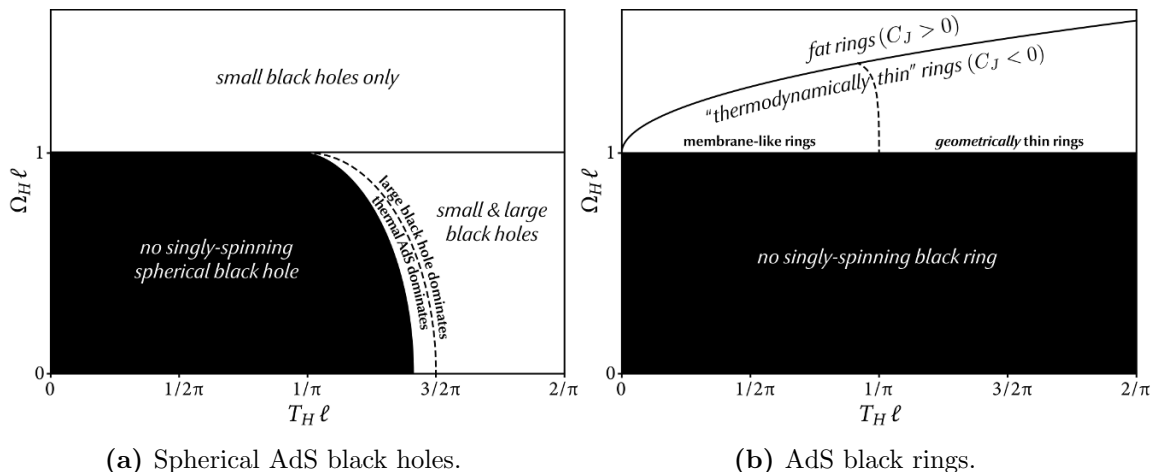 small black holes only
1
Ω_H ℓ
no singly-spinning
spherical black hole
large black hole dominates
thermal AdS dominates
small & large
black holes
0
0
1/2π
1/π
3/2π
2/π
T_H ℓ
(a) Spherical AdS black holes.
fat rings (C_J > 0)
"thermodynamically thin" rings (C_J < 0)
membrane-like rings
geometrically thin rings
1
Ω_H ℓ
no singly-spinning black ring
0
0
1/2π
1/π
3/2π
2/π
T_H ℓ
(b) AdS black rings.